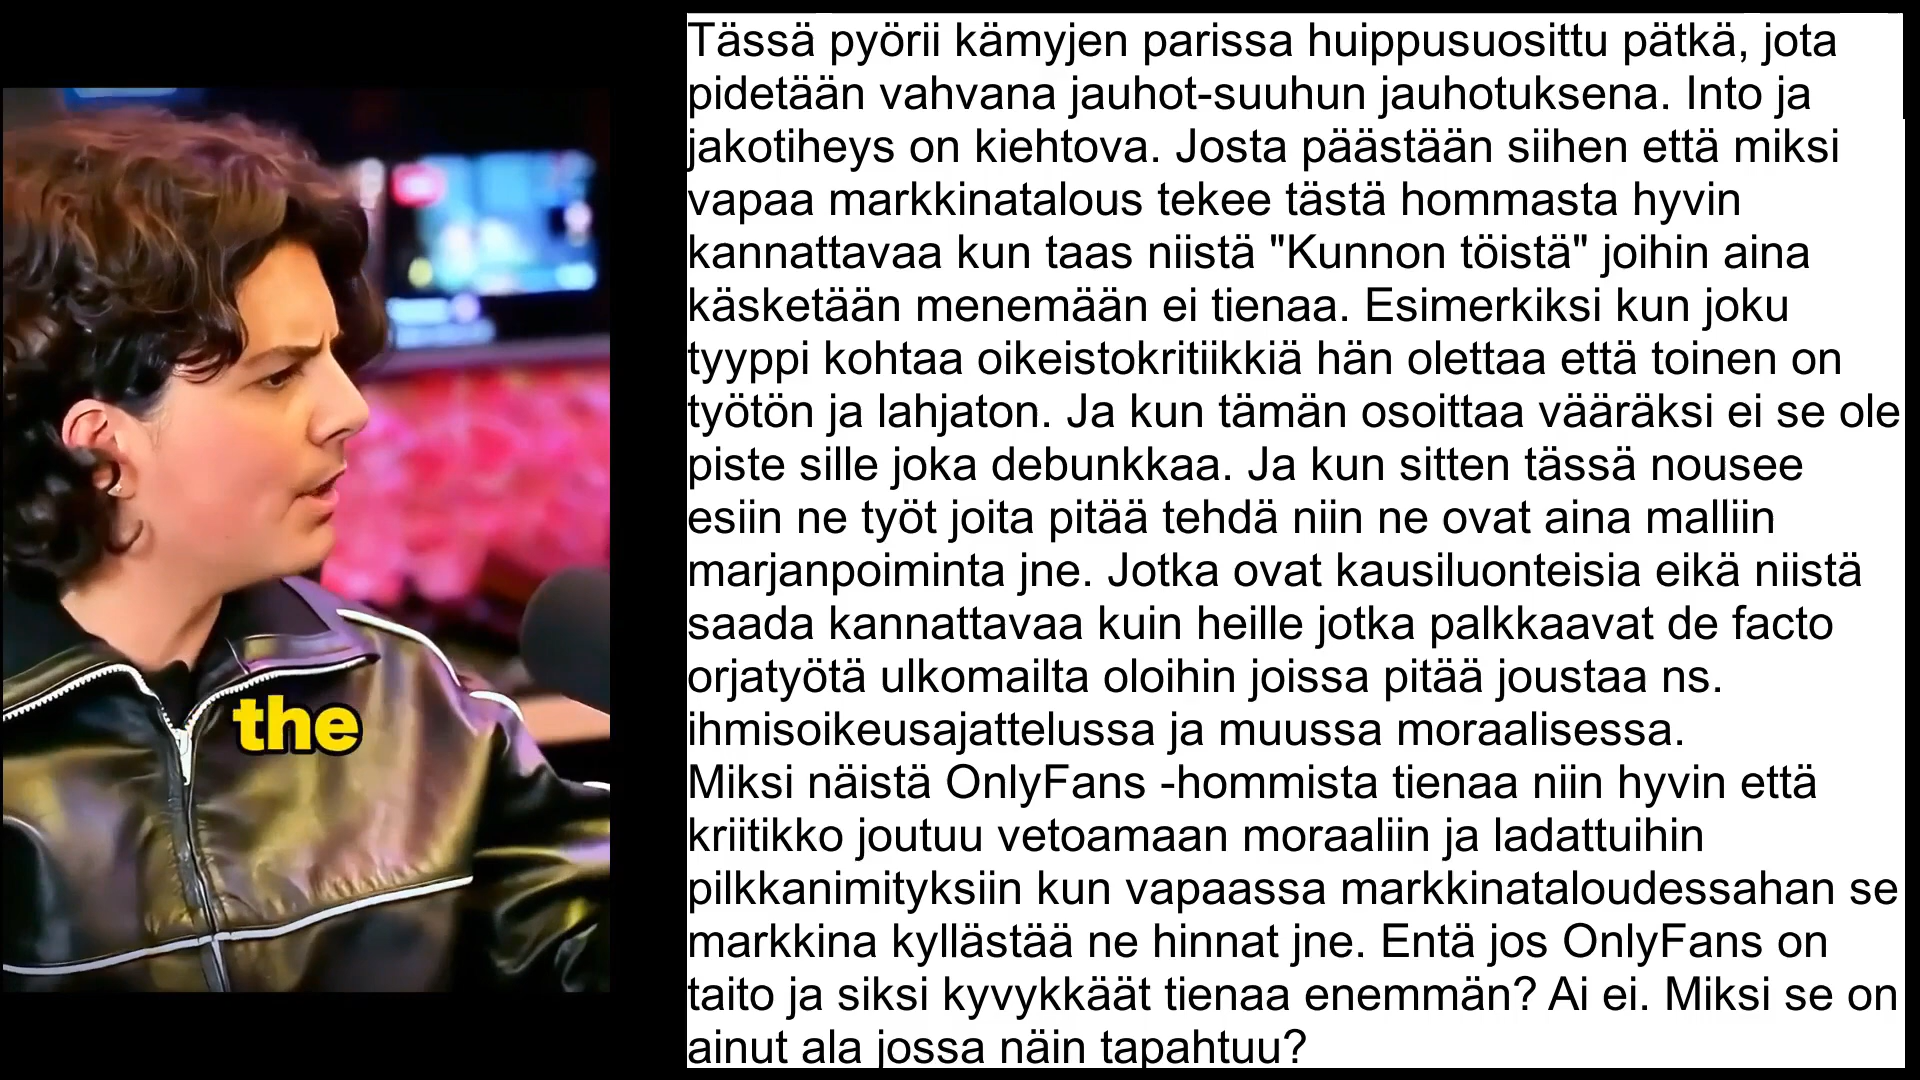 Tässä pyörii kämyjen parissa huippusuosittu pätkä, jota
pidetään vahvana jauhot-suuhun jauhotuksena. Into ja
jakotiheys on kiehtova. Josta päästään siihen että miksi
vapaa markkinatalous tekee tästä hommasta hyvin
kannattavaa kun taas niistä "Kunnon töistä" joihin aina
käsketään menemään ei tienaa. Esimerkiksi kun joku
tyyppi kohtaa oikeistokritiikkiä hän olettaa että toinen on
työtön ja lahjaton. Ja kun tämän osoittaa vääräksi ei se ole
piste sille joka debunkkaa. Ja kun sitten tässä nousee
esiin ne työt joita pitää tehdä niin ne ovat aina malliin
marjanpoiminta jne. Jotka ovat kausiluonteisia eikä niistä
saada kannattavaa kuin heille jotka palkkaavat de facto
orjatyötä ulkomailta oloihin joissa pitää joustaa ns.
ihmisoikeusajattelussa ja muussa moraalisessa.
Miksi näistä OnlyFans -hommista tienaa niin hyvin että
kriitikko joutuu vetoamaan moraaliin ja ladattuihin
pilkkanimityksiin kun vapaassa markkinataloudessahan se
markkina kyllästää ne hinnat jne. Entä jos OnlyFans on
taito ja siksi kyvykkäät tienaa enemmän? Ai ei. Miksi se on
ainut ala jossa näin tapahtuu?
the